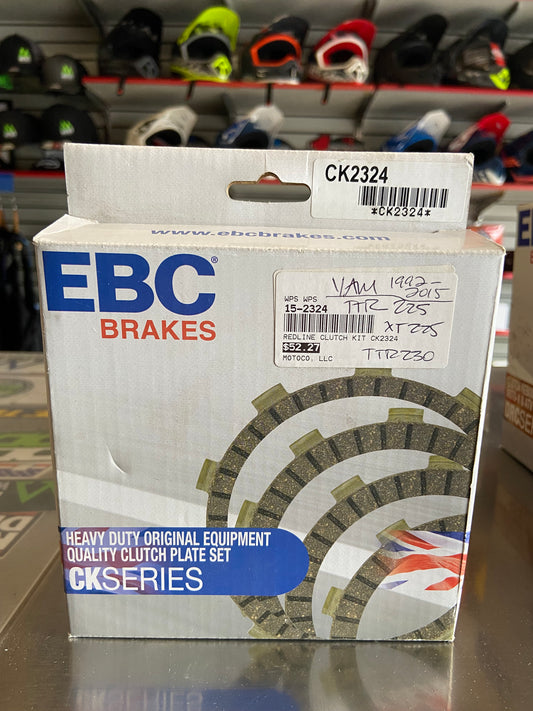 CK2324
*CK2324*
www.ebcbrakes.com
EBC®
BRAKES
WPS WPS
15-2324
REDLINE CLUTCH KIT CK2324
$52.27
MOTOCO, LLC
YAM 1992-
2015
TTR 225
XT225
TTR230
HEAVY DUTY ORIGINAL EQUIPMENT
QUALITY CLUTCH PLATE SET
CKSERIES